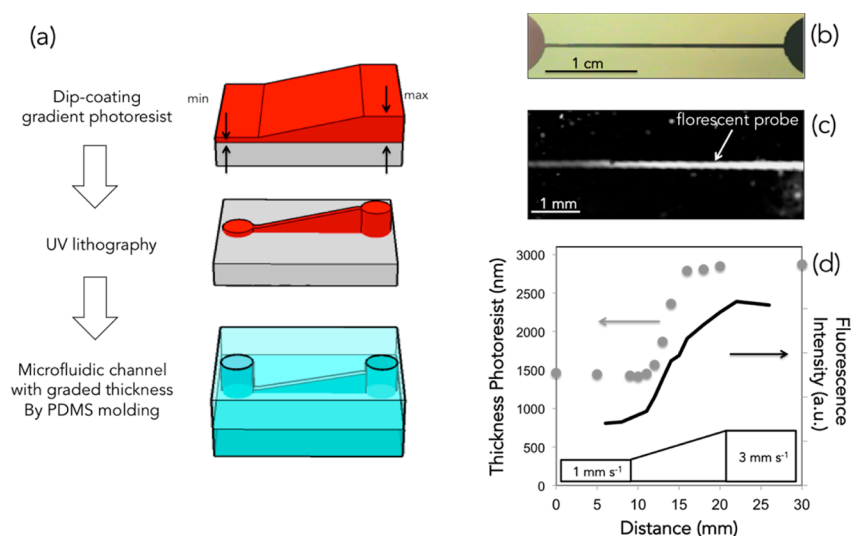 (a)
Dip-coating
gradient photoresist
min
max
UV lithography
Microfluidic channel
with graded thickness
By PDMS molding
(b)
1 cm
(c)
florescent probe
1 mm
(d)
Thickness Photoresist (nm)
3000
2500
2000
1500
1000
500
0
1 mm s⁻¹
3 mm s⁻¹
0 5 10 15 20 25 30
Distance (mm)
Fluorescence
Intensity (a.u.)